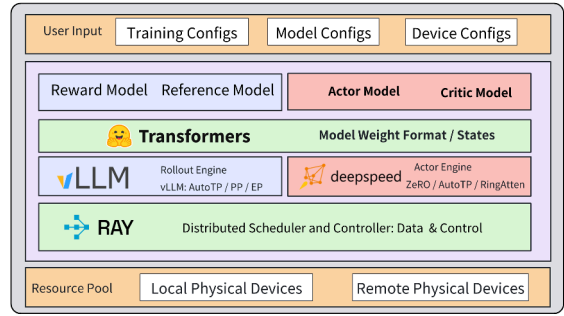 User Input Training Configs Model Configs Device Configs
Reward Model Reference Model Actor Model Critic Model
Transformers Model Weight Format / States
vLLM Rollout Engine
vLLM: AutoTP / PP / EP
deepspeed Actor Engine
ZeRO / AutoTP / RingAtten
RAY Distributed Scheduler and Controller: Data & Control
Resource Pool Local Physical Devices Remote Physical Devices